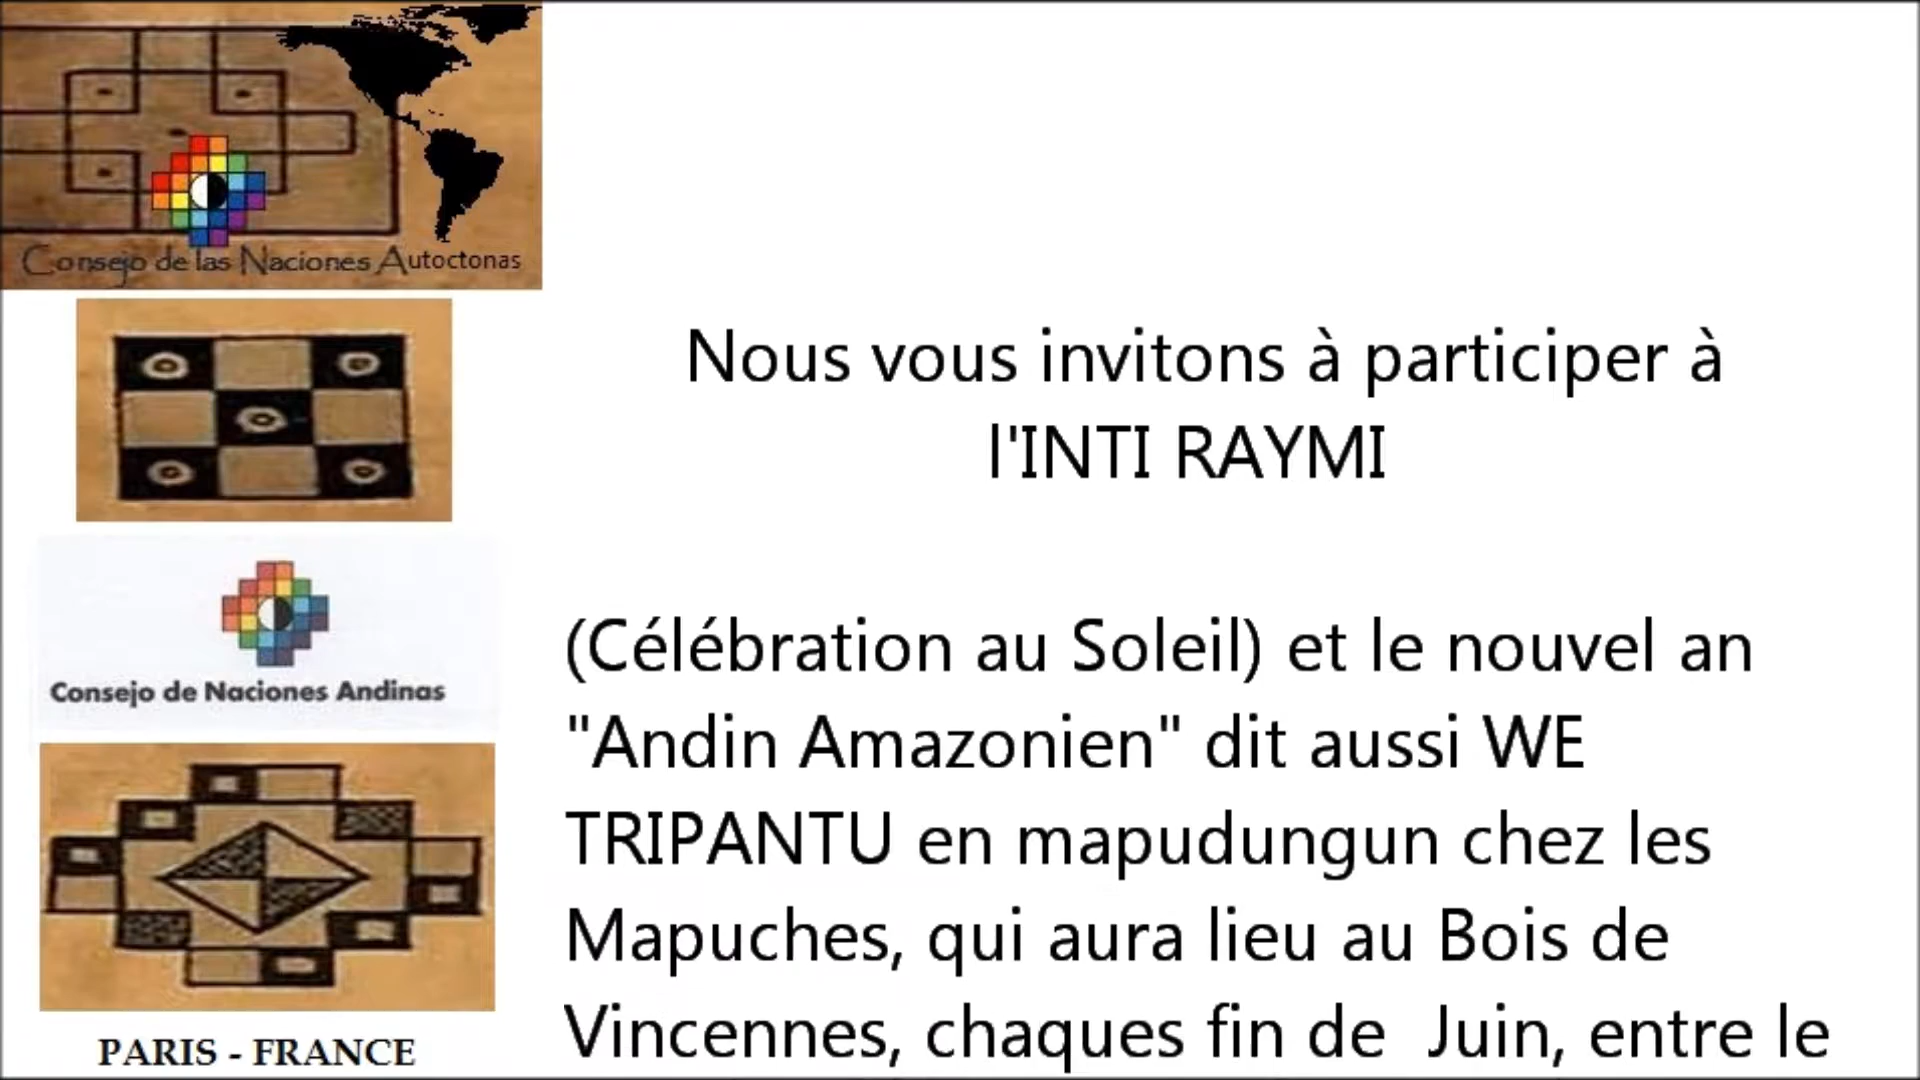 Consejo de las Naciones Autoctonas
Consejo de Naciones Andinas
PARIS - FRANCE
Nous vous invitons à participer à
l'INTI RAYMI
(Célébration au Soleil) et le nouvel an
"Andin Amazonien" dit aussi WE
TRIPANTU en mapudungun chez les
Mapuches, qui aura lieu au Bois de
Vincennes, chaques fin de  Juin, entre le